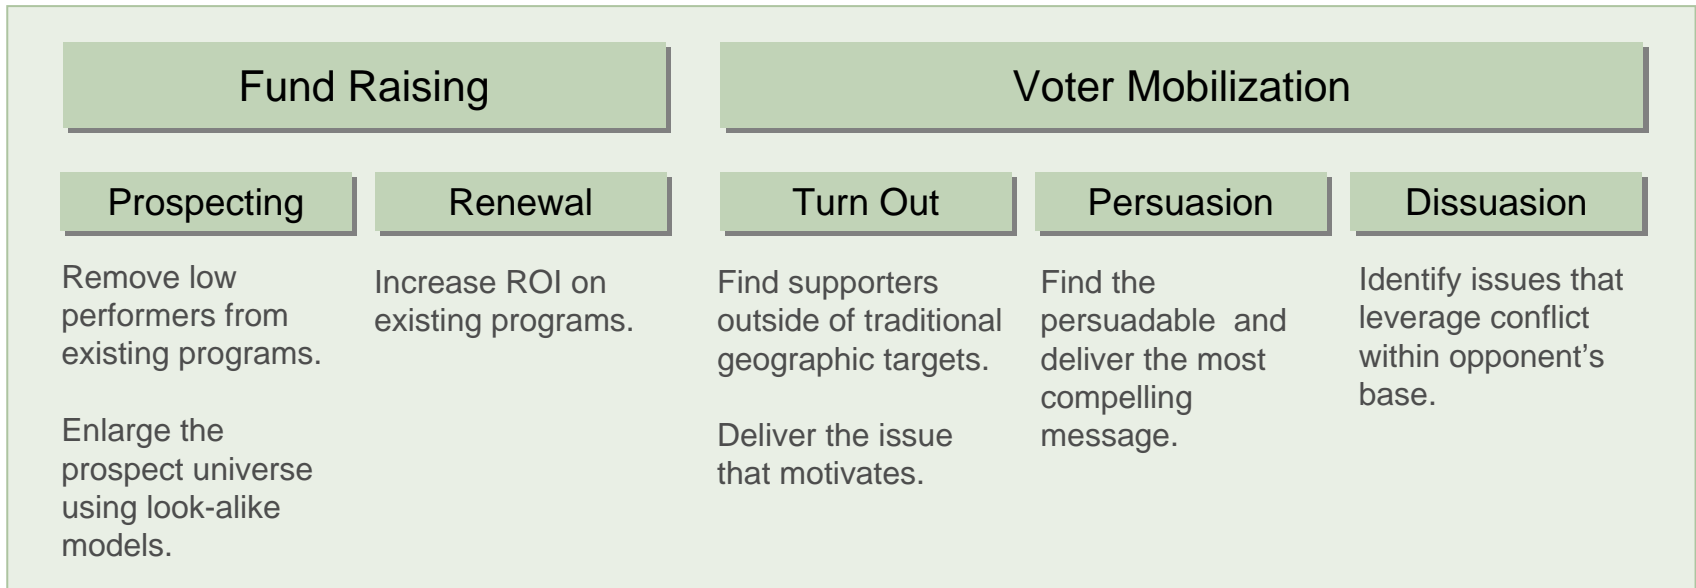 Fund Raising
Voter Mobilization
Prospecting
Renewal
Turn Out
Persuasion
Dissuasion
Remove low
performers from
existing programs.
Enlarge the
prospect universe
using look-alike
models.
Increase ROI on
existing programs.
Find supporters
outside of traditional
geographic targets.
Deliver the issue
that motivates.
Find the
persuadable  and
deliver the most
compelling
message.
Identify issues that
leverage conflict
within opponent’s
base.